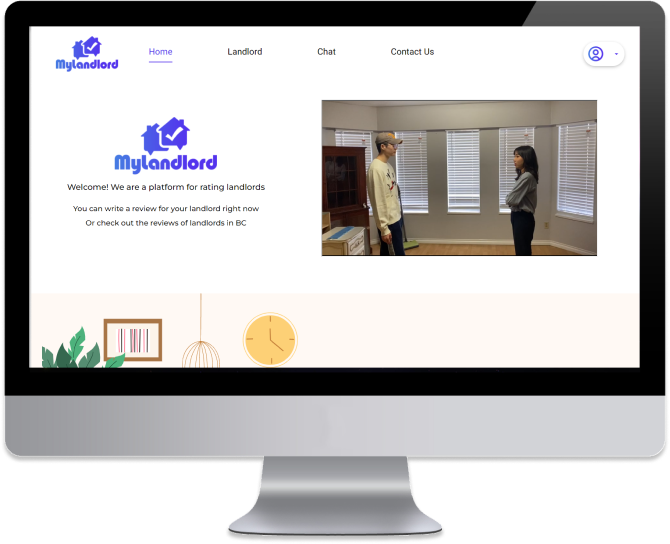 MyLandlord
Home
Landlord
Chat
Contact Us
MyLandlord
Welcome! We are a platform for rating landlords
You can write a review for your landlord right now
Or check out the reviews of landlords in BC